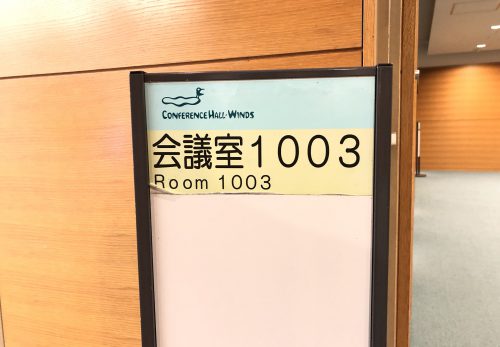 CONFERENCE HALL·WINDS
会議室1003
Room 1003